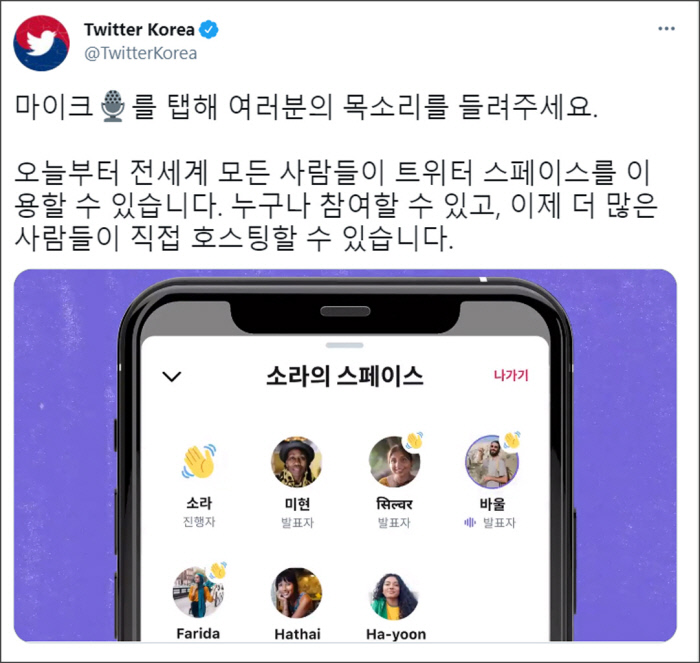 Twitter Korea
@TwitterKorea
마이크🎙️를 탭해 여러분의 목소리를 들려주세요.
오늘부터 전세계 모든 사람들이 트위터 스페이스를 이
용할 수 있습니다. 누구나 참여할 수 있고, 이제 더 많은
사람들이 직접 호스팅할 수 있습니다.
소라의 스페이스 나가기
소라 미현 सिल्वर 바울
진행자 발표자 발표자 발표자
Farida Hathai Ha-yoon